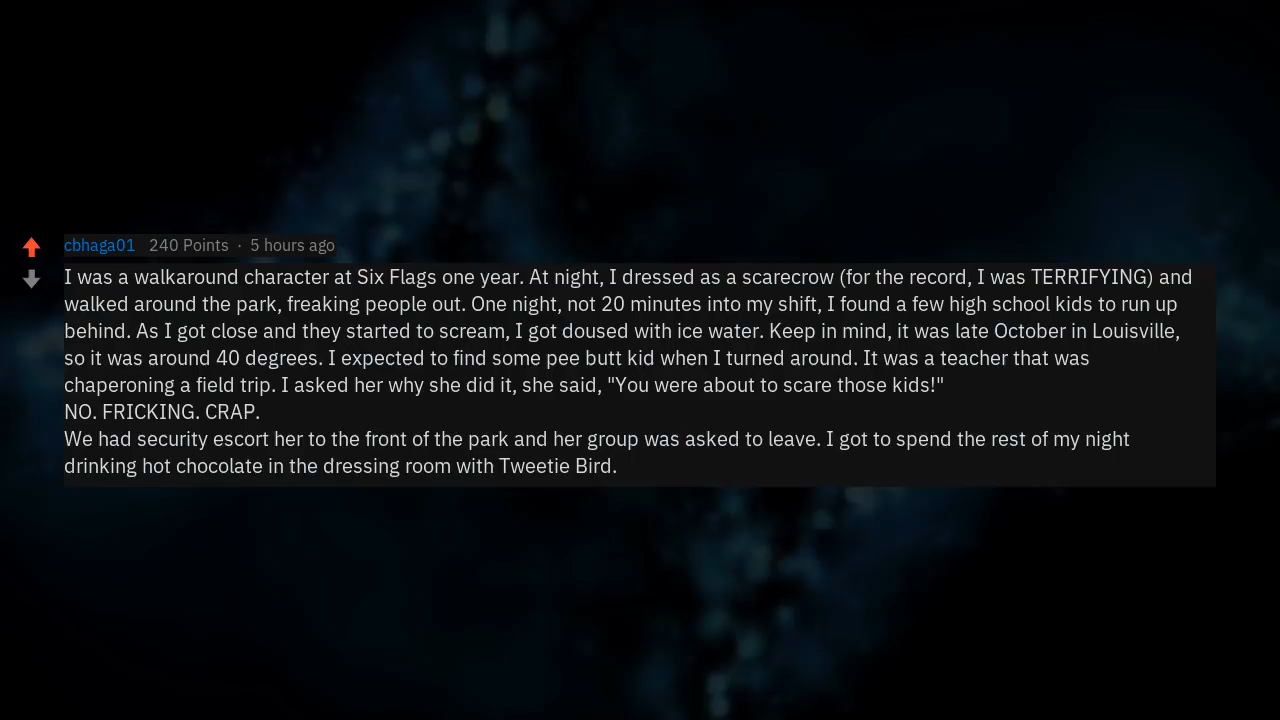 cbhaga01 240 Points · 5 hours ago
I was a walkaround character at Six Flags one year. At night, I dressed as a scarecrow (for the record, I was TERRIFYING) and
walked around the park, freaking people out. One night, not 20 minutes into my shift, I found a few high school kids to run up
behind. As I got close and they started to scream, I got doused with ice water. Keep in mind, it was late October in Louisville,
so it was around 40 degrees. I expected to find some pee butt kid when I turned around. It was a teacher that was
chaperoning a field trip. I asked her why she did it, she said, "You were about to scare those kids!"
NO. FRICKING. CRAP.
We had security escort her to the front of the park and her group was asked to leave. I got to spend the rest of my night
drinking hot chocolate in the dressing room with Tweetie Bird.